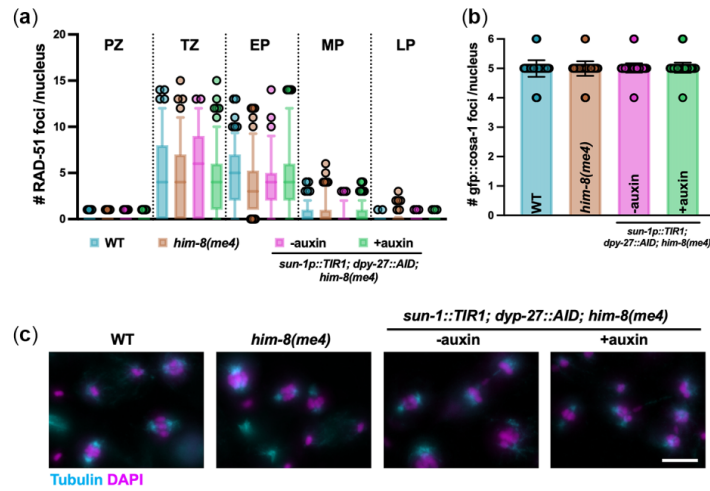 (a)
# RAD-51 foci /nucleus
20
15
10
5
0
PZ TZ EP MP LP
WT him-8(me4) -auxin +auxin
sun-1p::TIR1; dpy-27::AID;
him-8(me4)
(b)
# gfp::cosa-1 foci /nucleus
6
5
4
3
2
1
0
WT
him-8(me4)
-auxin
+auxin
sun-1p::TIR1;
dpy-27::AID; him-8(me4)
(c)
sun-1::TIR1; dyp-27::AID; him-8(me4)
WT him-8(me4) -auxin +auxin
Tubulin DAPI